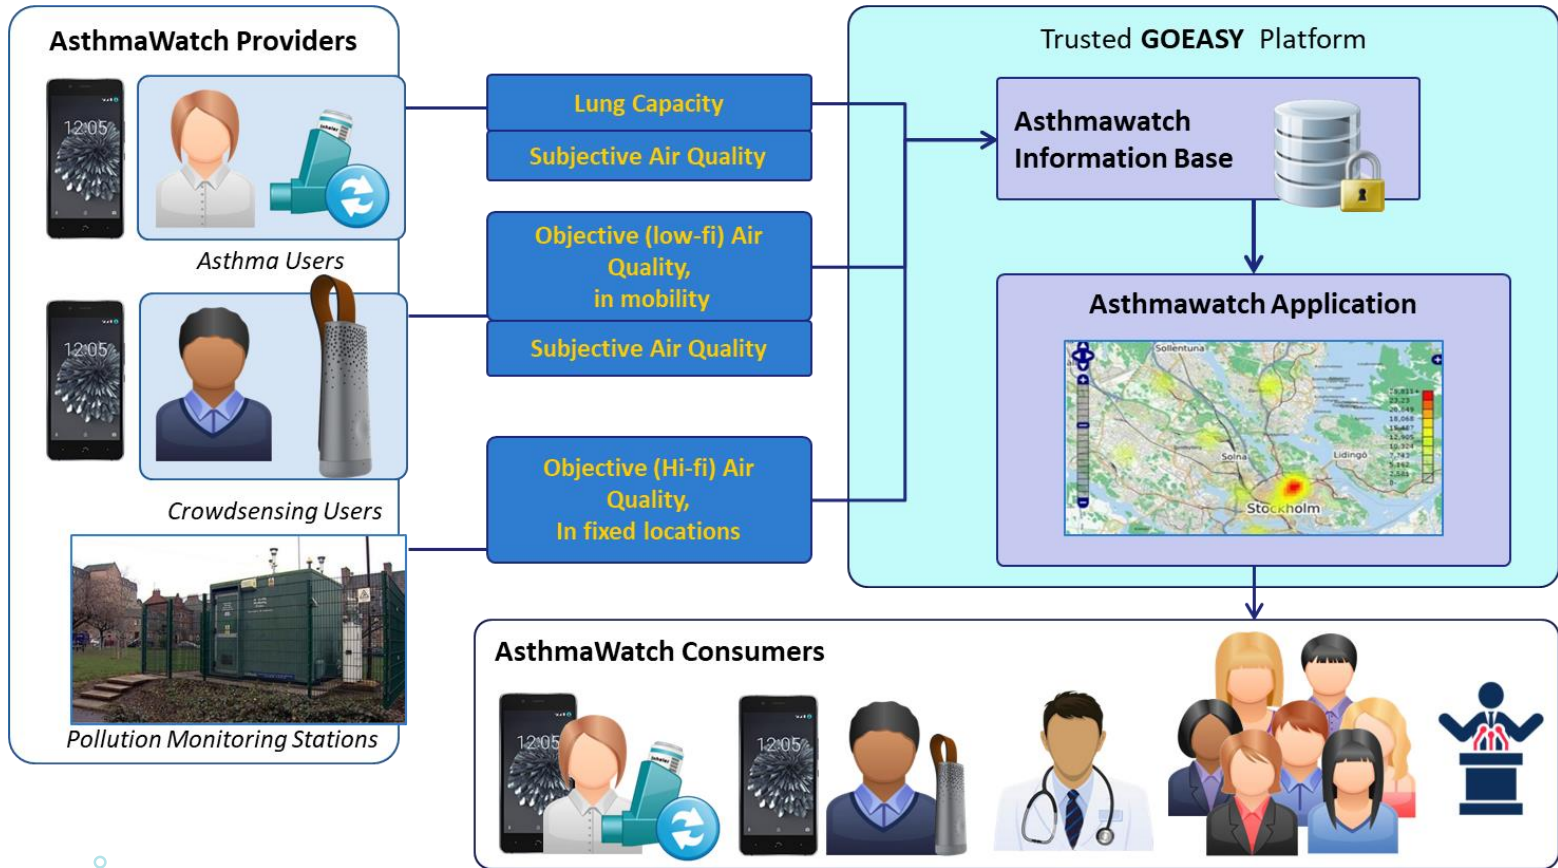 AsthmaWatch Providers
12:05
Inhaler
Asthma Users
12:05
Crowdsensing Users
Pollution Monitoring Stations
Lung Capacity
Subjective Air Quality
Objective (low-fi) Air
Quality,
in mobility
Subjective Air Quality
Objective (Hi-fi) Air
Quality,
In fixed locations
Trusted GOEASY Platform
Asthmawatch
Information Base
Asthmawatch Application
Sollentuna
Solna
Lidingö
Stockholm
AsthmaWatch Consumers
12:05
Inhaler
12:05